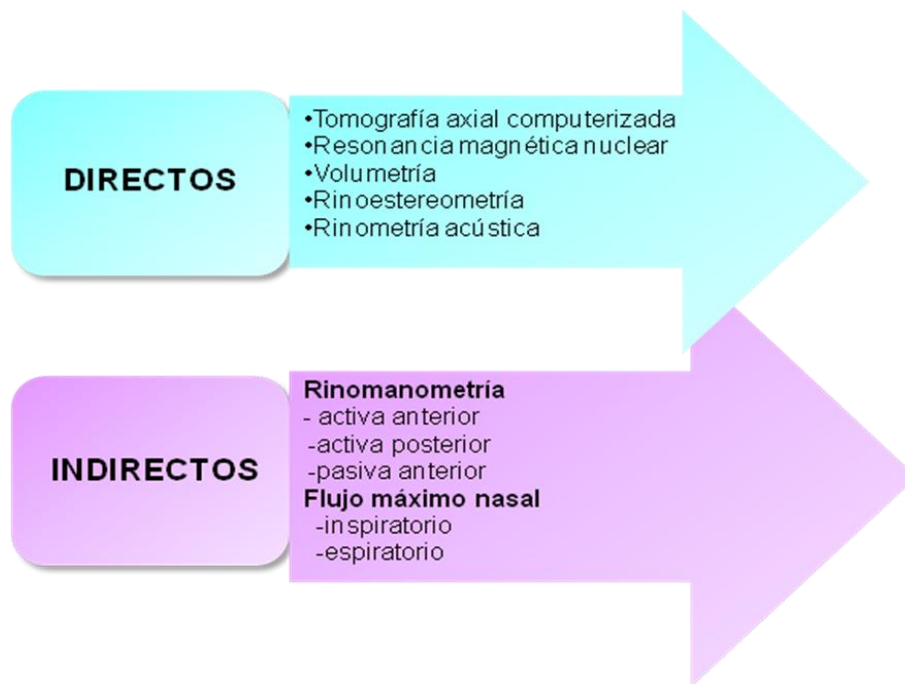 DIRECTOS
•Tomografía axial computerizada
•Resonancia magnética nuclear
•Volumetría
•Rinoestereometría
•Rinometría acústica
INDIRECTOS
Rinomanometría
- activa anterior
-activa posterior
-pasiva anterior
Flujo máximo nasal
-inspiratorio
-espiratorio